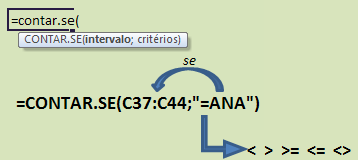 =contar.se(
CONTAR.SE(intervalo; critérios)
se
=CONTAR.SE(C37:C44;"=ANA")
< > >= <= <>